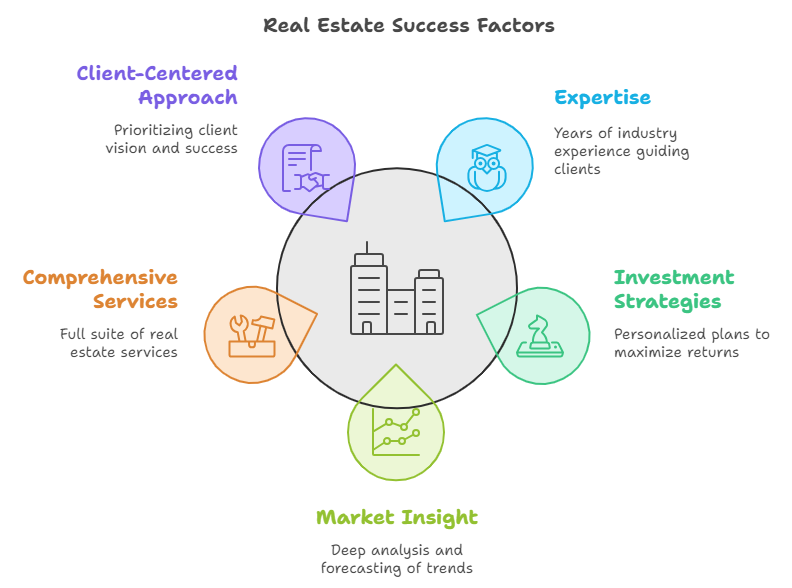 Real Estate Success Factors
Client-Centered
Approach
Prioritizing client
vision and success
Expertise
Years of industry
experience guiding
clients
Comprehensive
Services
Full suite of real
estate services
Investment
Strategies
Personalized plans to
maximize returns
Market Insight
Deep analysis and
forecasting of trends